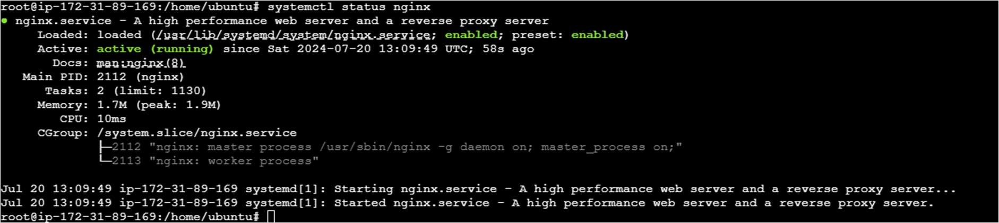 root@ip-172-31-89-169:/home/ubuntu# systemctl status nginx
● nginx.service - A high performance web server and a reverse proxy server
     Loaded: loaded (/usr/lib/systemd/system/nginx.service; enabled; preset: enabled)
     Active: active (running) since Sat 2024-07-20 13:09:49 UTC; 58s ago
       Docs: man:nginx(8)
   Main PID: 2112 (nginx)
      Tasks: 2 (limit: 1130)
     Memory: 1.7M (peak: 1.9M)
        CPU: 10ms
     CGroup: /system.slice/nginx.service
             ├─2112 "nginx: master process /usr/sbin/nginx -g daemon on; master_process on;"
             └─2113 "nginx: worker process"

Jul 20 13:09:49 ip-172-31-89-169 systemd[1]: Starting nginx.service - A high performance web server and a reverse proxy server...
Jul 20 13:09:49 ip-172-31-89-169 systemd[1]: Started nginx.service - A high performance web server and a reverse proxy server.
root@ip-172-31-89-169:/home/ubuntu#